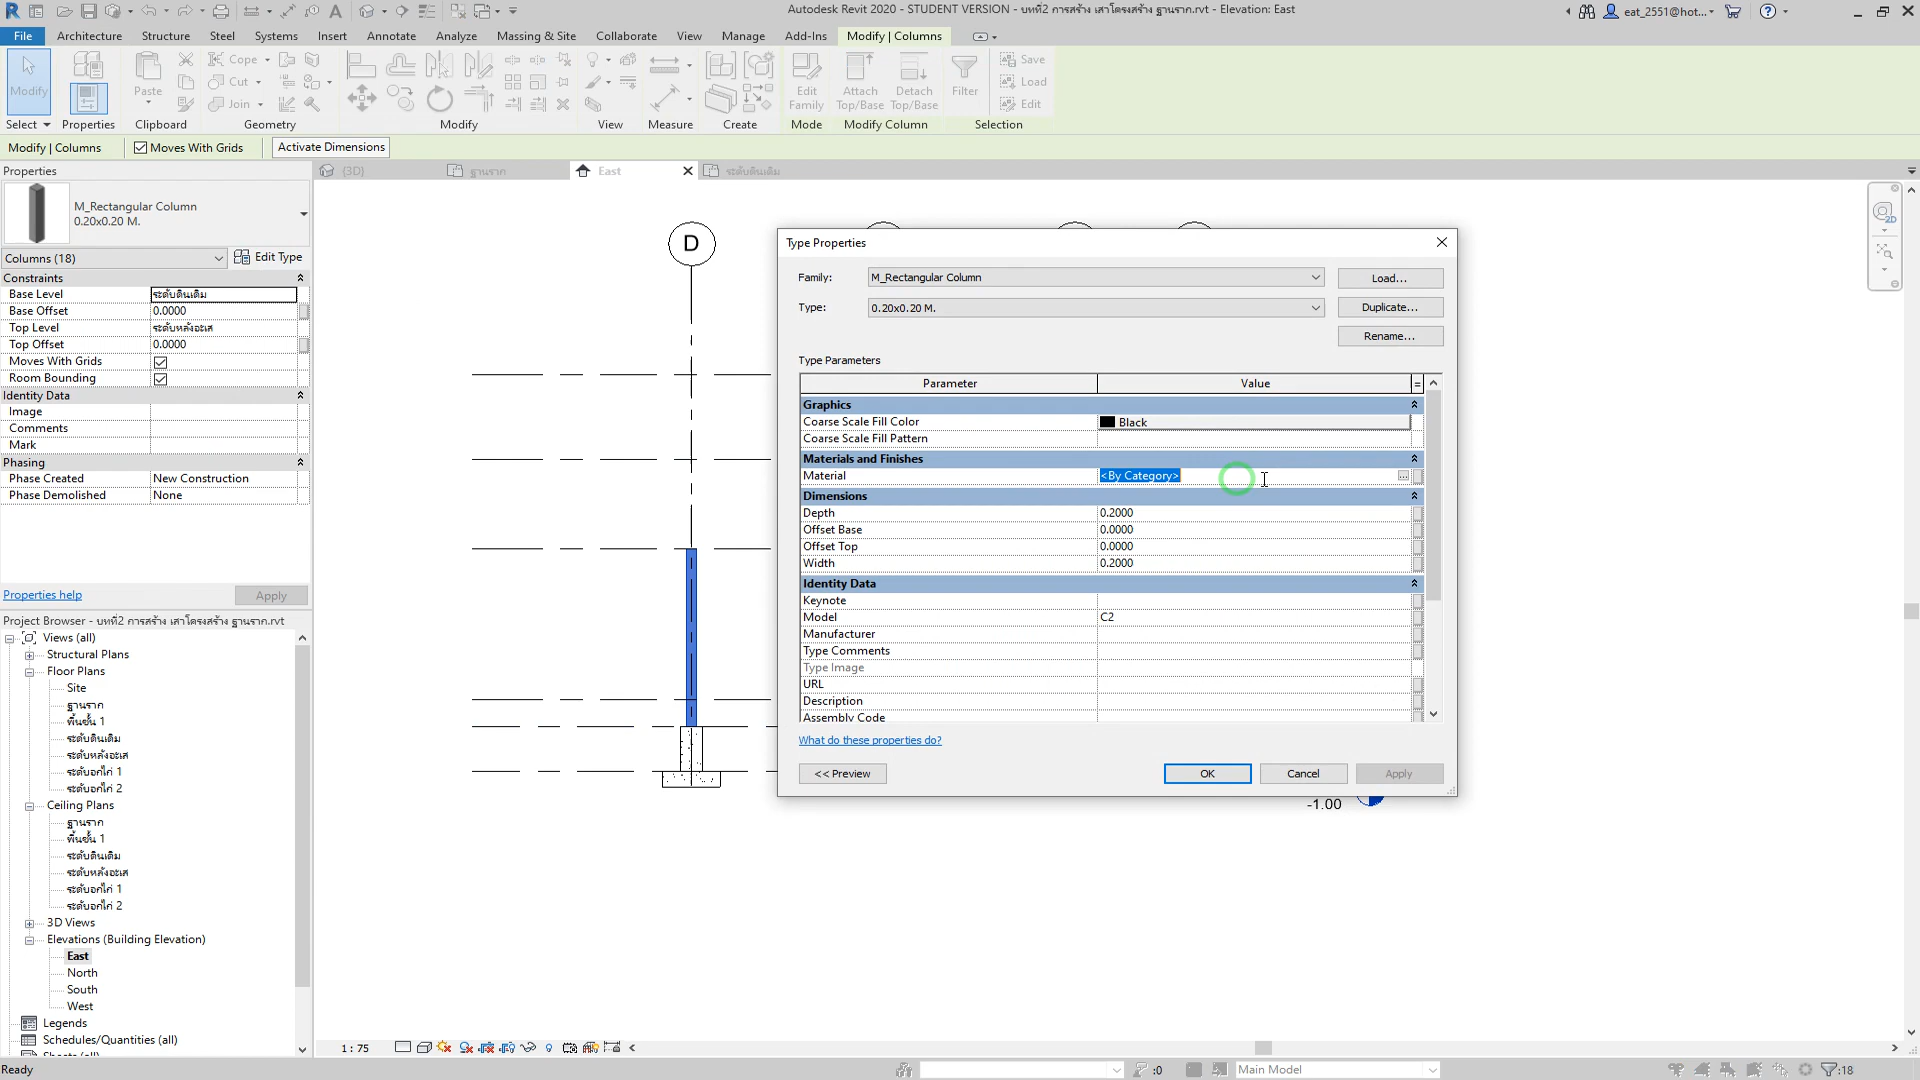 Autodesk Revit 2020 - STUDENT VERSION - บทที่2 การสร้าง เสาโครงสร้าง ฐานราก.rvt - Elevation: East
eat_2551@hot...
File Architecture Structure Steel Systems Insert Annotate Analyze Massing & Site Collaborate View Manage Add-Ins Modify | Columns
Modify
Paste
Cope
Cut
Join
Edit Family
Attach Top/Base
Detach Top/Base
Filter
Save
Load
Edit
Select Properties Clipboard Geometry Modify View Measure Create Mode Modify Column Selection
Modify | Columns Moves With Grids Activate Dimensions
Properties
(3D) ฐานราก East ระดับดินเดิม
M_Rectangular Column
0.20x0.20 M.
Columns (18) Edit Type
Constraints
Base Level ระดับดินเดิม
Base Offset 0.0000
Top Level ระดับหลังอะเส
Top Offset 0.0000
Moves With Grids
Room Bounding
Identity Data
Image
Comments
Mark
Phasing
Phase Created New Construction
Phase Demolished None
Properties help Apply
Project Browser - บทที่2 การสร้าง เสาโครงสร้าง ฐานราก.rvt
Views (all)
Structural Plans
Floor Plans
Site
ฐานราก
พื้นชั้น 1
ระดับดินเดิม
ระดับหลังอะเส
ระดับอกไก่ 1
ระดับอกไก่ 2
Ceiling Plans
ฐานราก
พื้นชั้น 1
ระดับดินเดิม
ระดับหลังอะเส
ระดับอกไก่ 1
ระดับอกไก่ 2
3D Views
Elevations (Building Elevation)
East
North
South
West
Legends
Schedules/Quantities (all)
Sheets (all)
D
Type Properties
Family: M_Rectangular Column Load...
Type: 0.20x0.20 M. Duplicate...
Rename...
Type Parameters
Parameter Value =
Graphics
Coarse Scale Fill Color Black
Coarse Scale Fill Pattern
Materials and Finishes
Material <By Category>
Dimensions
Depth 0.2000
Offset Base 0.0000
Offset Top 0.0000
Width 0.2000
Identity Data
Keynote
Model C2
Manufacturer
Type Comments
Type Image
URL
Description
Assembly Code
What do these properties do?
<< Preview OK Cancel Apply
-1.00
2D
1 : 75
Ready :0 Main Model :18